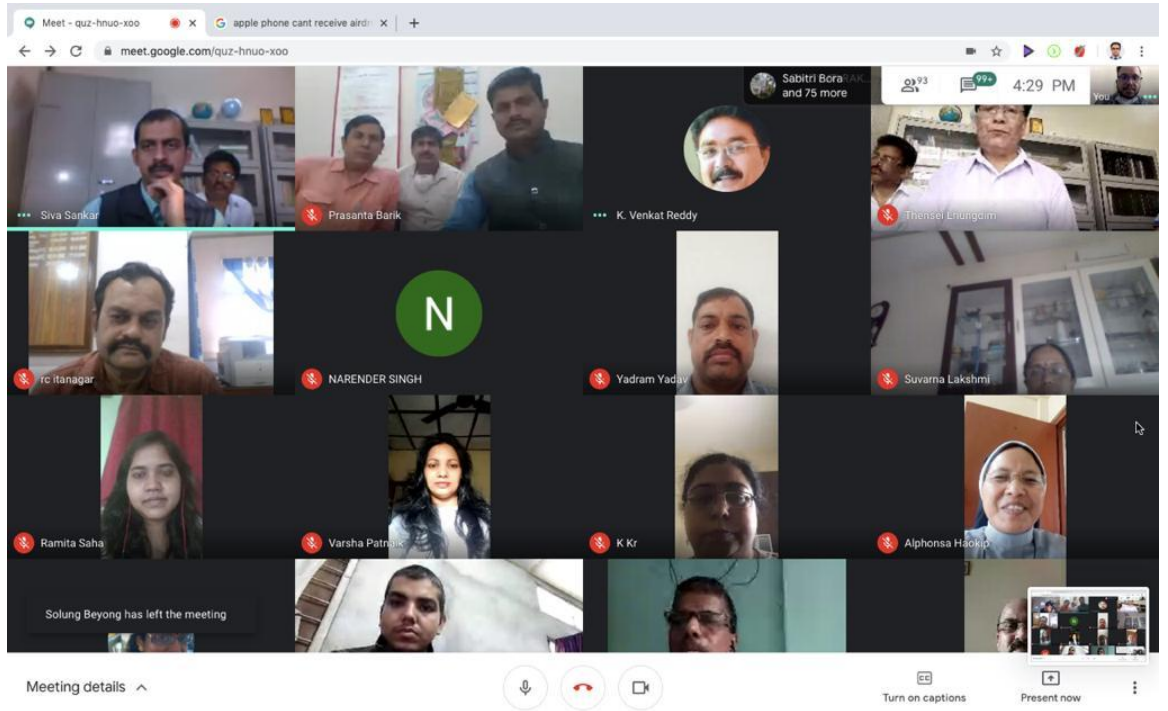 Meet - quz-hnuo-xoo
apple phone cant receive airdr
meet.google.com/quz-hnuo-xoo
Sabitri Bora
and 75 more
93
99+
4:29 PM
You
Siva Sankar
Prasanta Barik
K. Venkat Reddy
Thensei Lhungdim
rc itanagar
N
NARENDER SINGH
Yadram Yadav
Suvarna Lakshmi
Ramita Saha
Varsha Patnaik
K Kr
Alphonsa Haokip
Solung Beyong has left the meeting
Meeting details
CC
Turn on captions
Present now